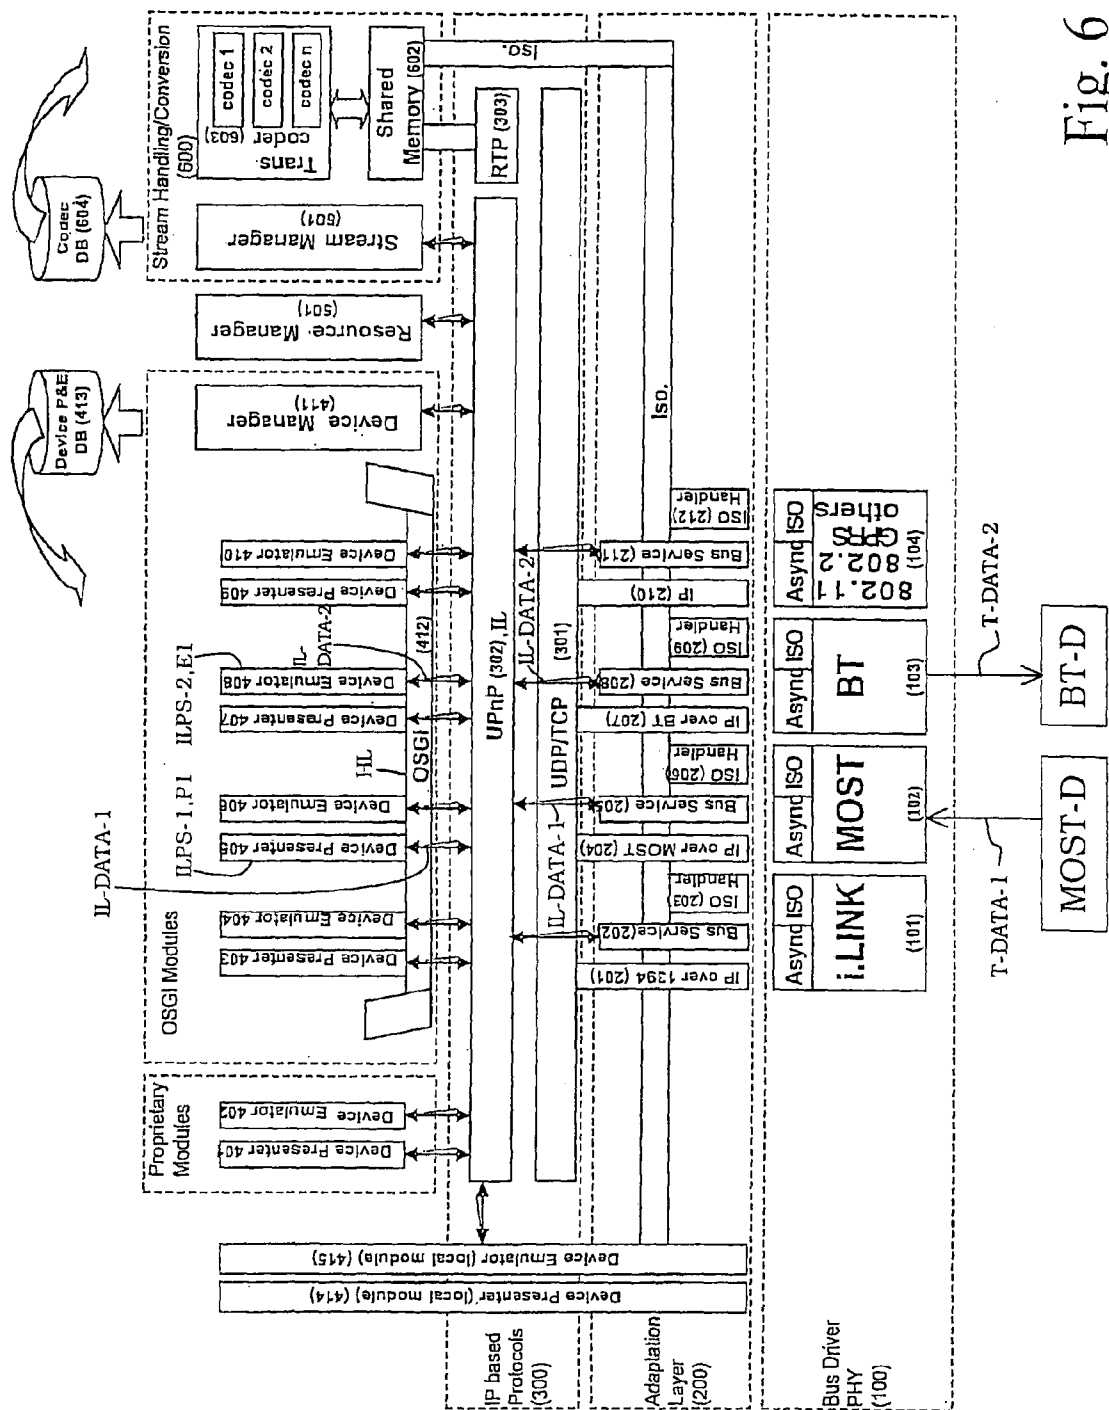 Fig. 6
Codec
DB (604)
Device P&E
DB (413)
Stream Handling/Conversion
(600)
codec 1
codec 2
codec n
Trans
coder
(603)
Shared
Memory (602)
Iso.
Stream Manager
(601)
Resource Manager
(501)
Device Manager
(411)
OSGI Modules
Device Emulator 410
Device Presenter 409
Device Emulator 408
Device Presenter 407
Device Emulator 406
Device Presenter 405
Device Emulator 404
Device Presenter 403
OSGI
(412)
HL
ILPS-2,E1
ILPS-1,P1
IL-DATA-1
IL-
DATA-2
Proprietary
Modules
Device Emulator 402
Device Presenter 401
Device Emulator (local module) (415)
Device Presenter (local module) (414)
IP based
Protocols
(300)
RTP (303)
UPnP (302),IL
UDP/TCP
(301)
IL-DATA-2
IL-DATA-1
Adaptation
Layer
(200)
Iso.
ISO (212)
Handler
Bus Service (211)
IP (210)
ISO (209)
Handler
Bus Service (208)
IP over BT (207)
ISO (206)
Handler
Bus Service (205)
IP over MOST (204)
ISO (203)
Handler
Bus Service(202)
IP over 1394 (201)
Bus Driver
PHY
(100)
Async ISO
802.11
802.2
GPRS
others
(104)
Async ISO
BT
(103)
Async ISO
MOST
(102)
Async ISO
i.LINK
(101)
T-DATA-2
T-DATA-1
BT-D
MOST-D